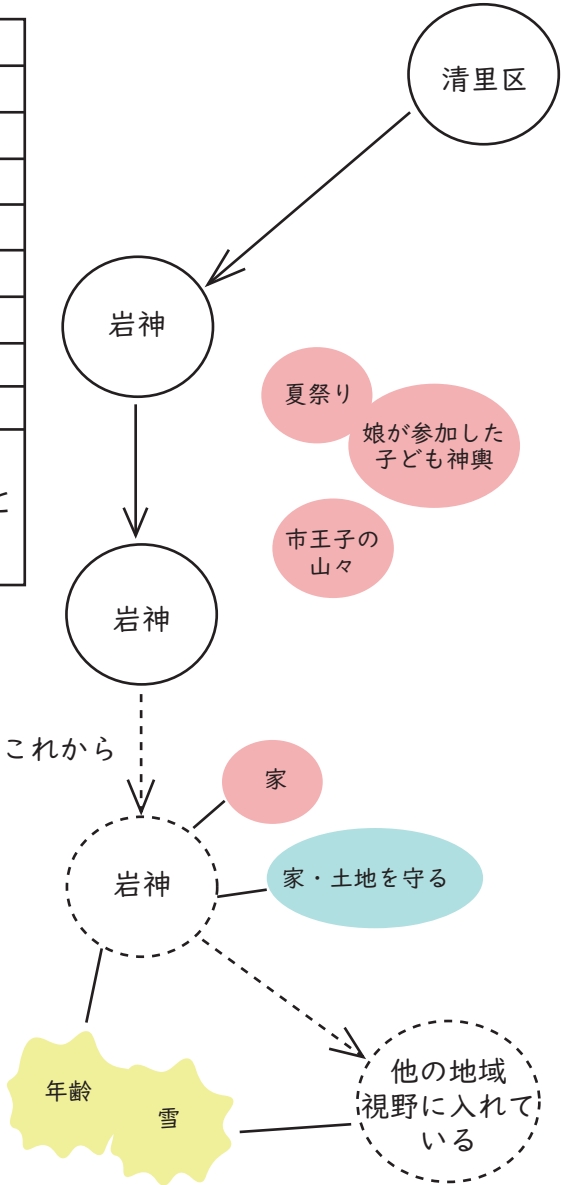 清里区
岩神
夏祭り
娘が参加した
子ども神輿
と
市王子の
山々
岩神
これから
家
岩神
家・土地を守る
他の地域
視野に入れて
いる
年齢
雪